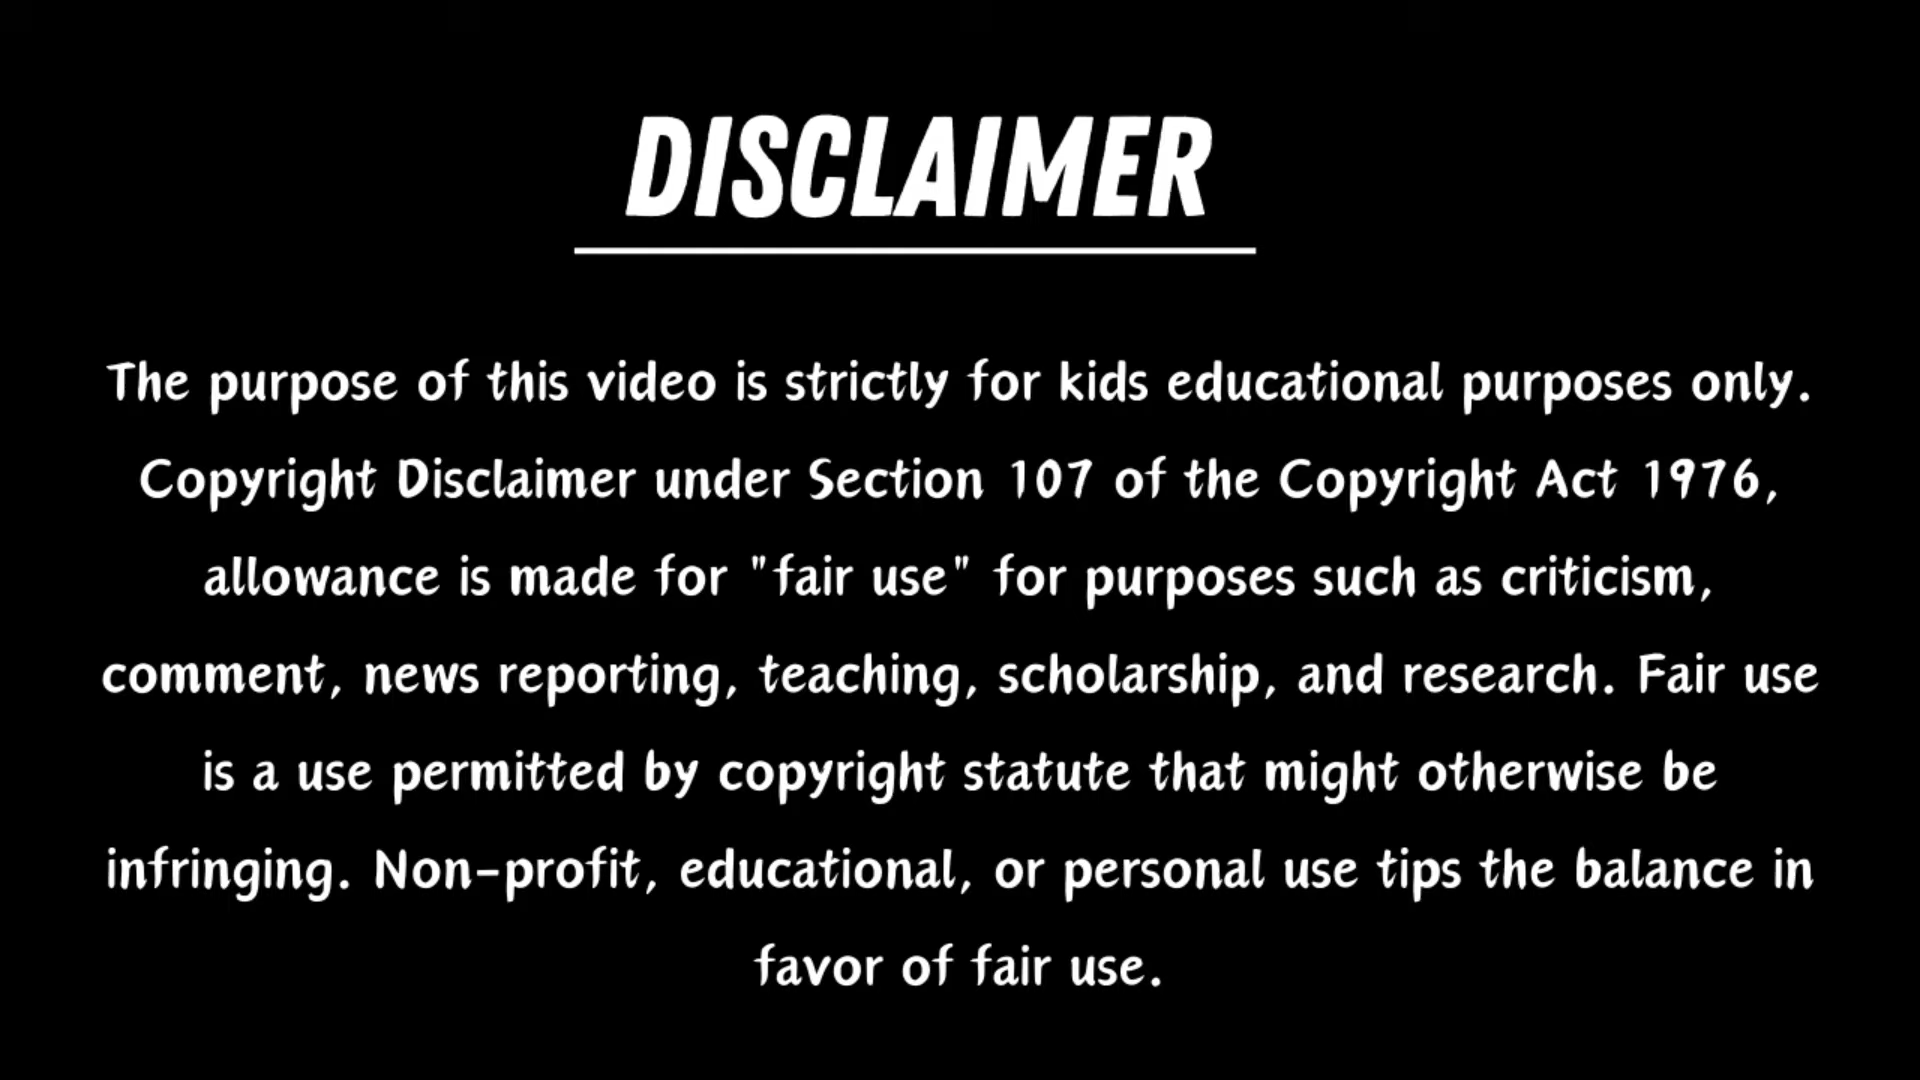 DISCLAIMER
The purpose of this video is strictly for kids educational purposes only.
Copyright Disclaimer under Section 107 of the Copyright Act 1976,
allowance is made for "fair use" for purposes such as criticism,
comment, news reporting, teaching, scholarship, and research. Fair use
is a use permitted by copyright statute that might otherwise be
infringing. Non-profit, educational, or personal use tips the balance in
favor of fair use.